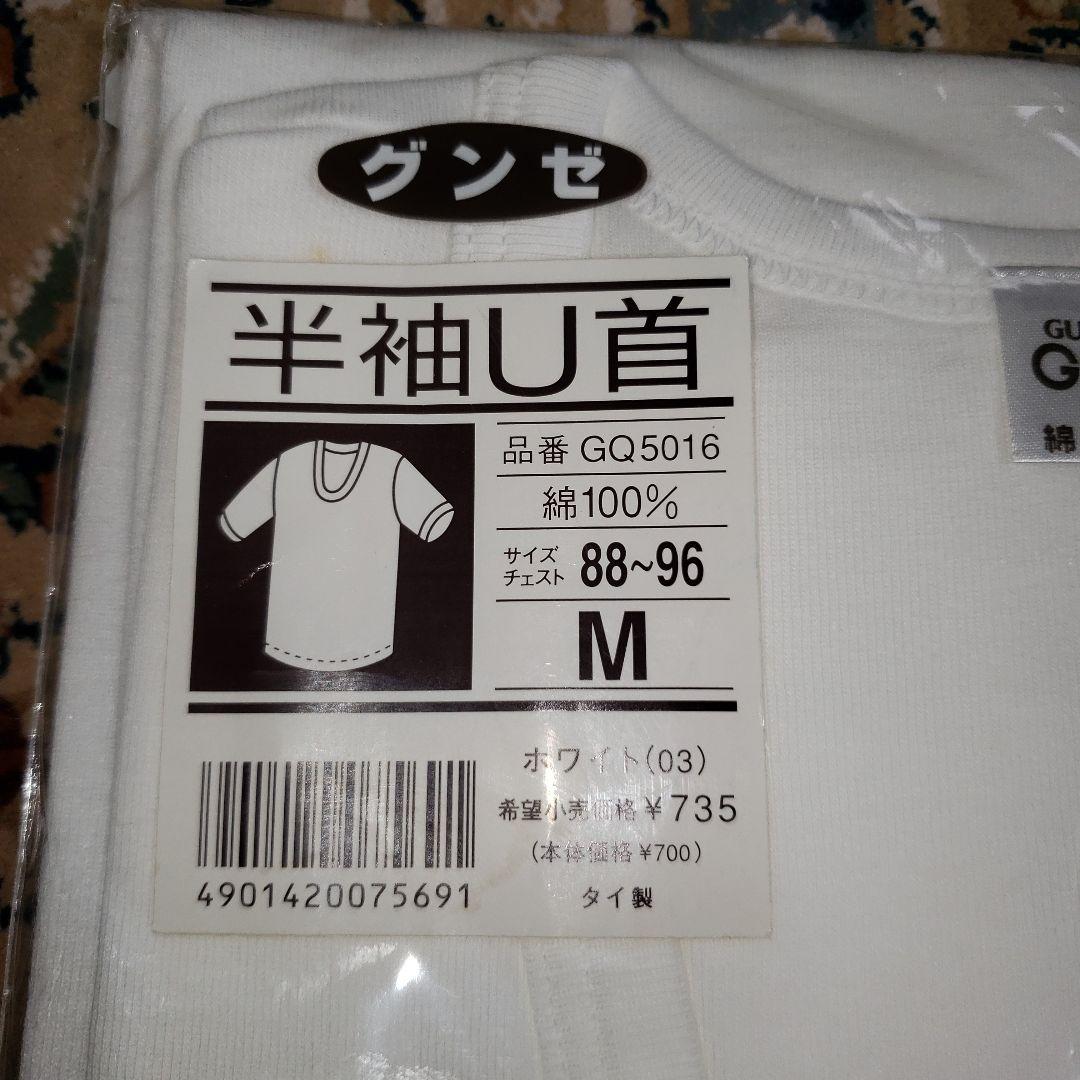 グンゼ
半袖U首
品番 GQ5016
綿100%
サイズ
チェスト 88~96
M
ホワイト(03)
希望小売価格 ¥735
(本体価格 ¥700)
タイ製
4901420075691
GU
G
綿